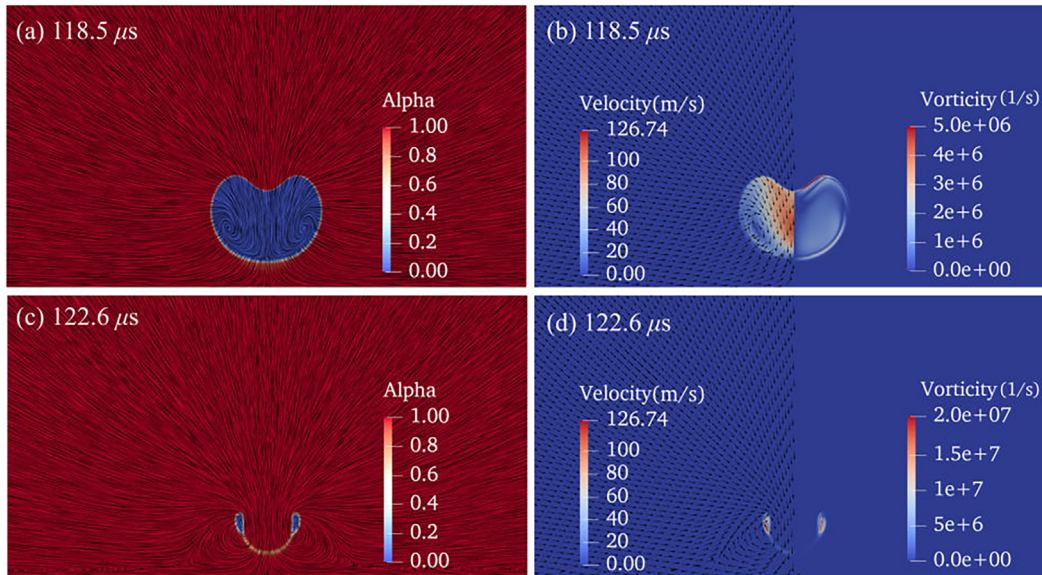 (a) 118.5 μs
Alpha
1.00
0.8
0.6
0.4
0.2
0.00
(b) 118.5 μs
Velocity(m/s)
126.74
100
80
60
40
20
0.00
Vorticity (1/s)
5.0e+06
4e+6
3e+6
2e+6
1e+6
0.0e+00
(c) 122.6 μs
Alpha
1.00
0.8
0.6
0.4
0.2
0.00
(d) 122.6 μs
Velocity(m/s)
126.74
100
80
60
40
20
0.00
Vorticity (1/s)
2.0e+07
1.5e+7
1e+7
5e+6
0.0e+00